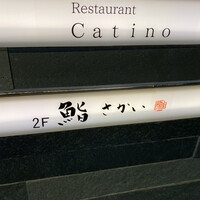 Restaurant
Catino
2F 鮨 さかい